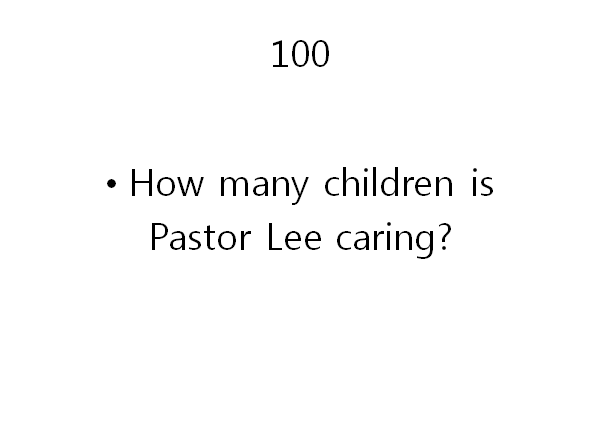 100
• How many children is
Pastor Lee caring?